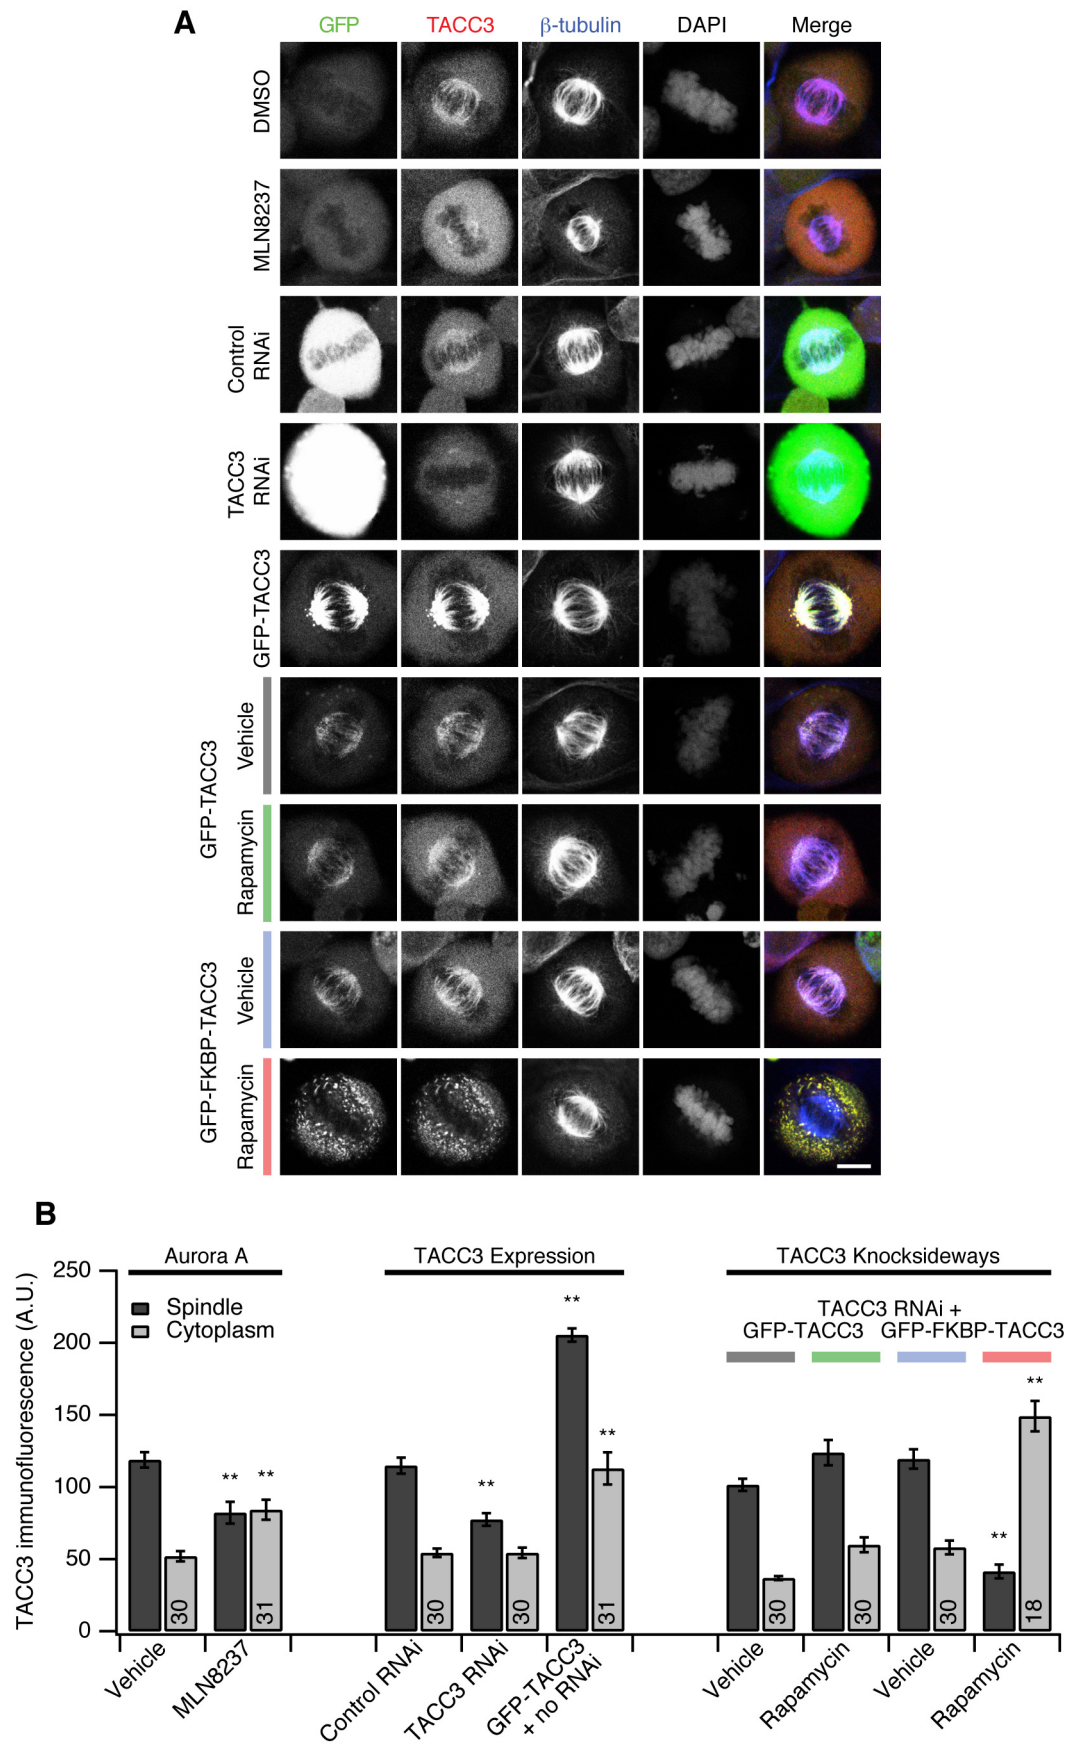 A
GFP
TACC3
β-tubulin
DAPI
Merge
DMSO
MLN8237
Control
RNAi
TACC3
RNAi
GFP-TACC3
GFP-TACC3
Vehicle
Rapamycin
GFP-FKBP-TACC3
Vehicle
Rapamycin
B
Aurora A
TACC3 Expression
TACC3 Knocksideways
TACC3 immunofluorescence (A.U.)
250
200
150
100
50
0
Spindle
Cytoplasm
TACC3 RNAi +
GFP-TACC3 GFP-FKBP-TACC3
** ** ** ** ** ** **
30 31 30 30 31 30 30 30 18
Vehicle
MLN8237
Control RNAi
TACC3 RNAi
GFP-TACC3
+ no RNAi
Vehicle
Rapamycin
Vehicle
Rapamycin